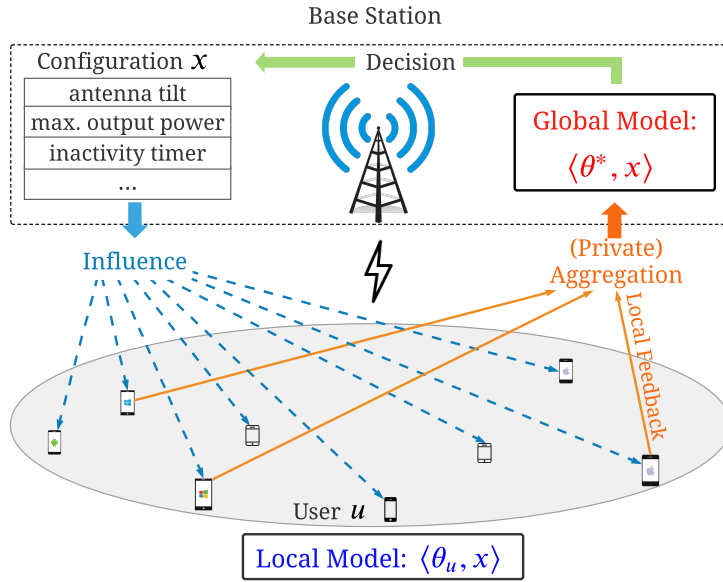 Base Station
Configuration x
Decision
antenna tilt
max. output power
inactivity timer
...
Global Model:
⟨θ*, x⟩
Influence
(Private)
Aggregation
Local Feedback
User u
Local Model: ⟨θᵤ, x⟩